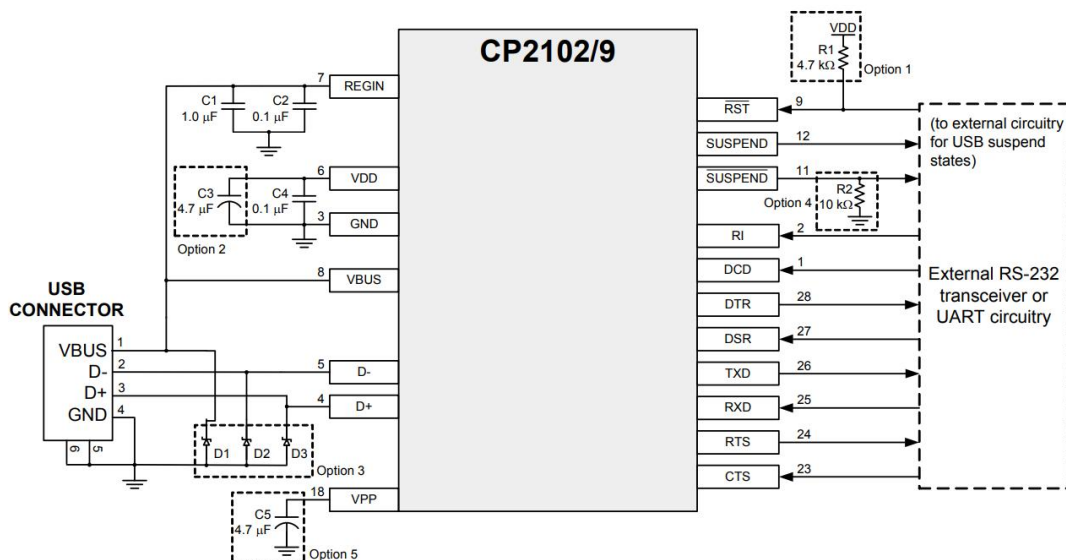 CP2102/9
7
REGIN
C1
1.0 μF
C2
0.1 μF
6
VDD
C3
4.7 μF
C4
0.1 μF
3
GND
Option 2
8
VBUS
USB
CONNECTOR
VBUS
1
D-
2
D+
3
GND
4
6
5
5
D-
4
D+
D1
D2
D3
Option 3
18
VPP
C5
4.7 μF
Option 5
VDD
R1
4.7 kΩ
Option 1
RST
9
SUSPEND
12
SUSPEND
11
R2
10 kΩ
Option 4
RI
2
DCD
1
DTR
28
DSR
27
TXD
26
RXD
25
RTS
24
CTS
23
(to external circuitry
for USB suspend
states)
External RS-232
transceiver or
UART circuitry